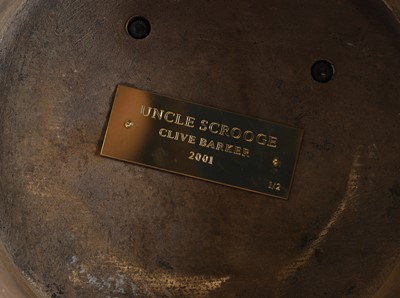 UNCLE SCROOGE
CLIVE BARKER
2001
1/2